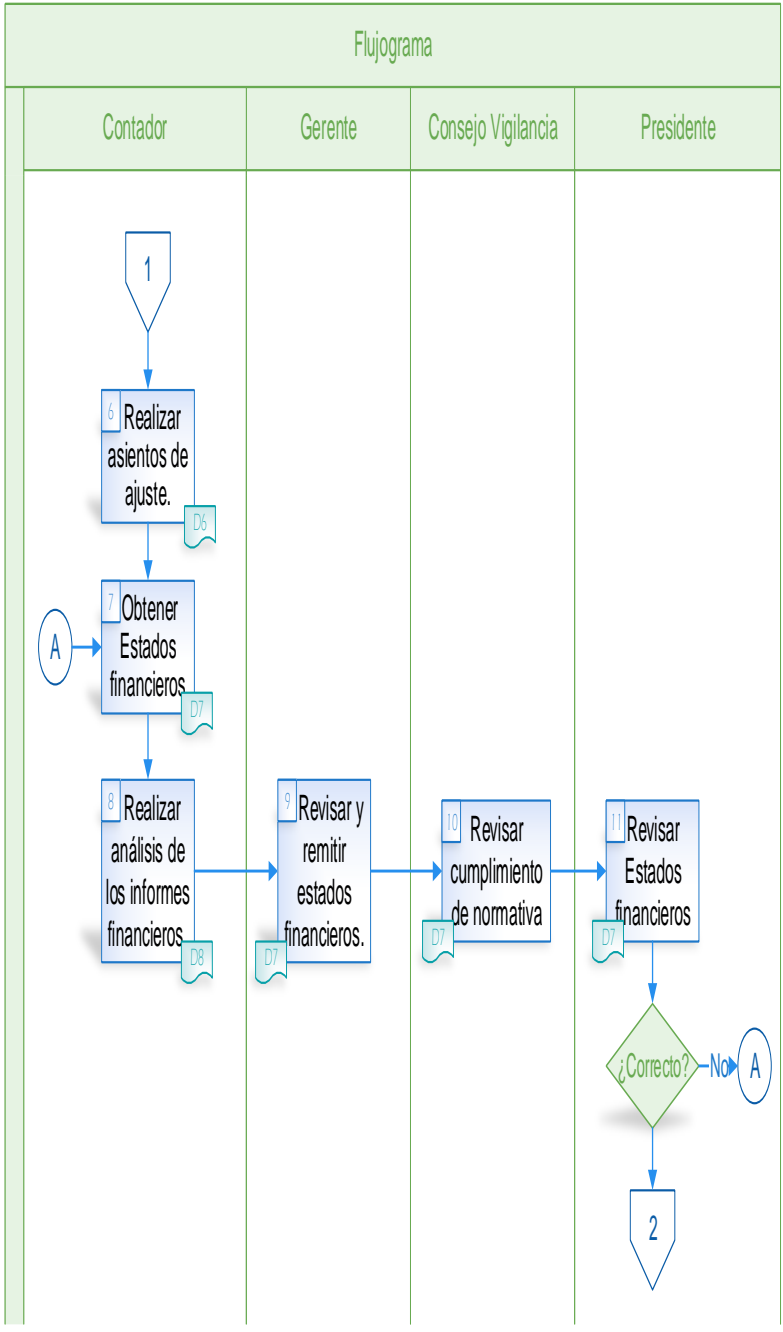 Flujograma
Contador
Gerente
Consejo Vigilancia
Presidente
1
6
Realizar
asientos de
ajuste.
D6
A
7
Obtener
Estados
financieros
D7
8
Realizar
análisis de
los informes
financieros
D8
9
Revisar y
remitir
estados
financieros.
D7
10
Revisar
cumplimiento
de normativa
D7
11
Revisar
Estados
financieros
D7
¿Correcto?
No
A
2